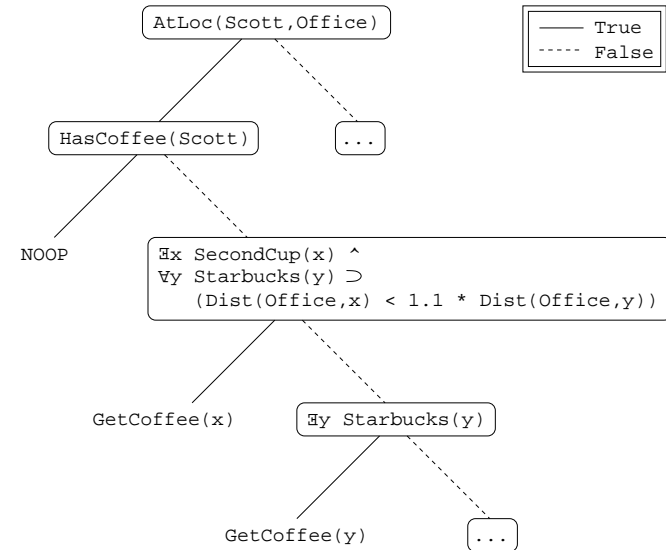 AtLoc(Scott,Office)
True
False
HasCoffee(Scott)
...
NOOP
∃x SecondCup(x) ^
∀y Starbucks(y) ⊃
(Dist(Office,x) < 1.1 * Dist(Office,y))
GetCoffee(x)
∃y Starbucks(y)
GetCoffee(y)
...